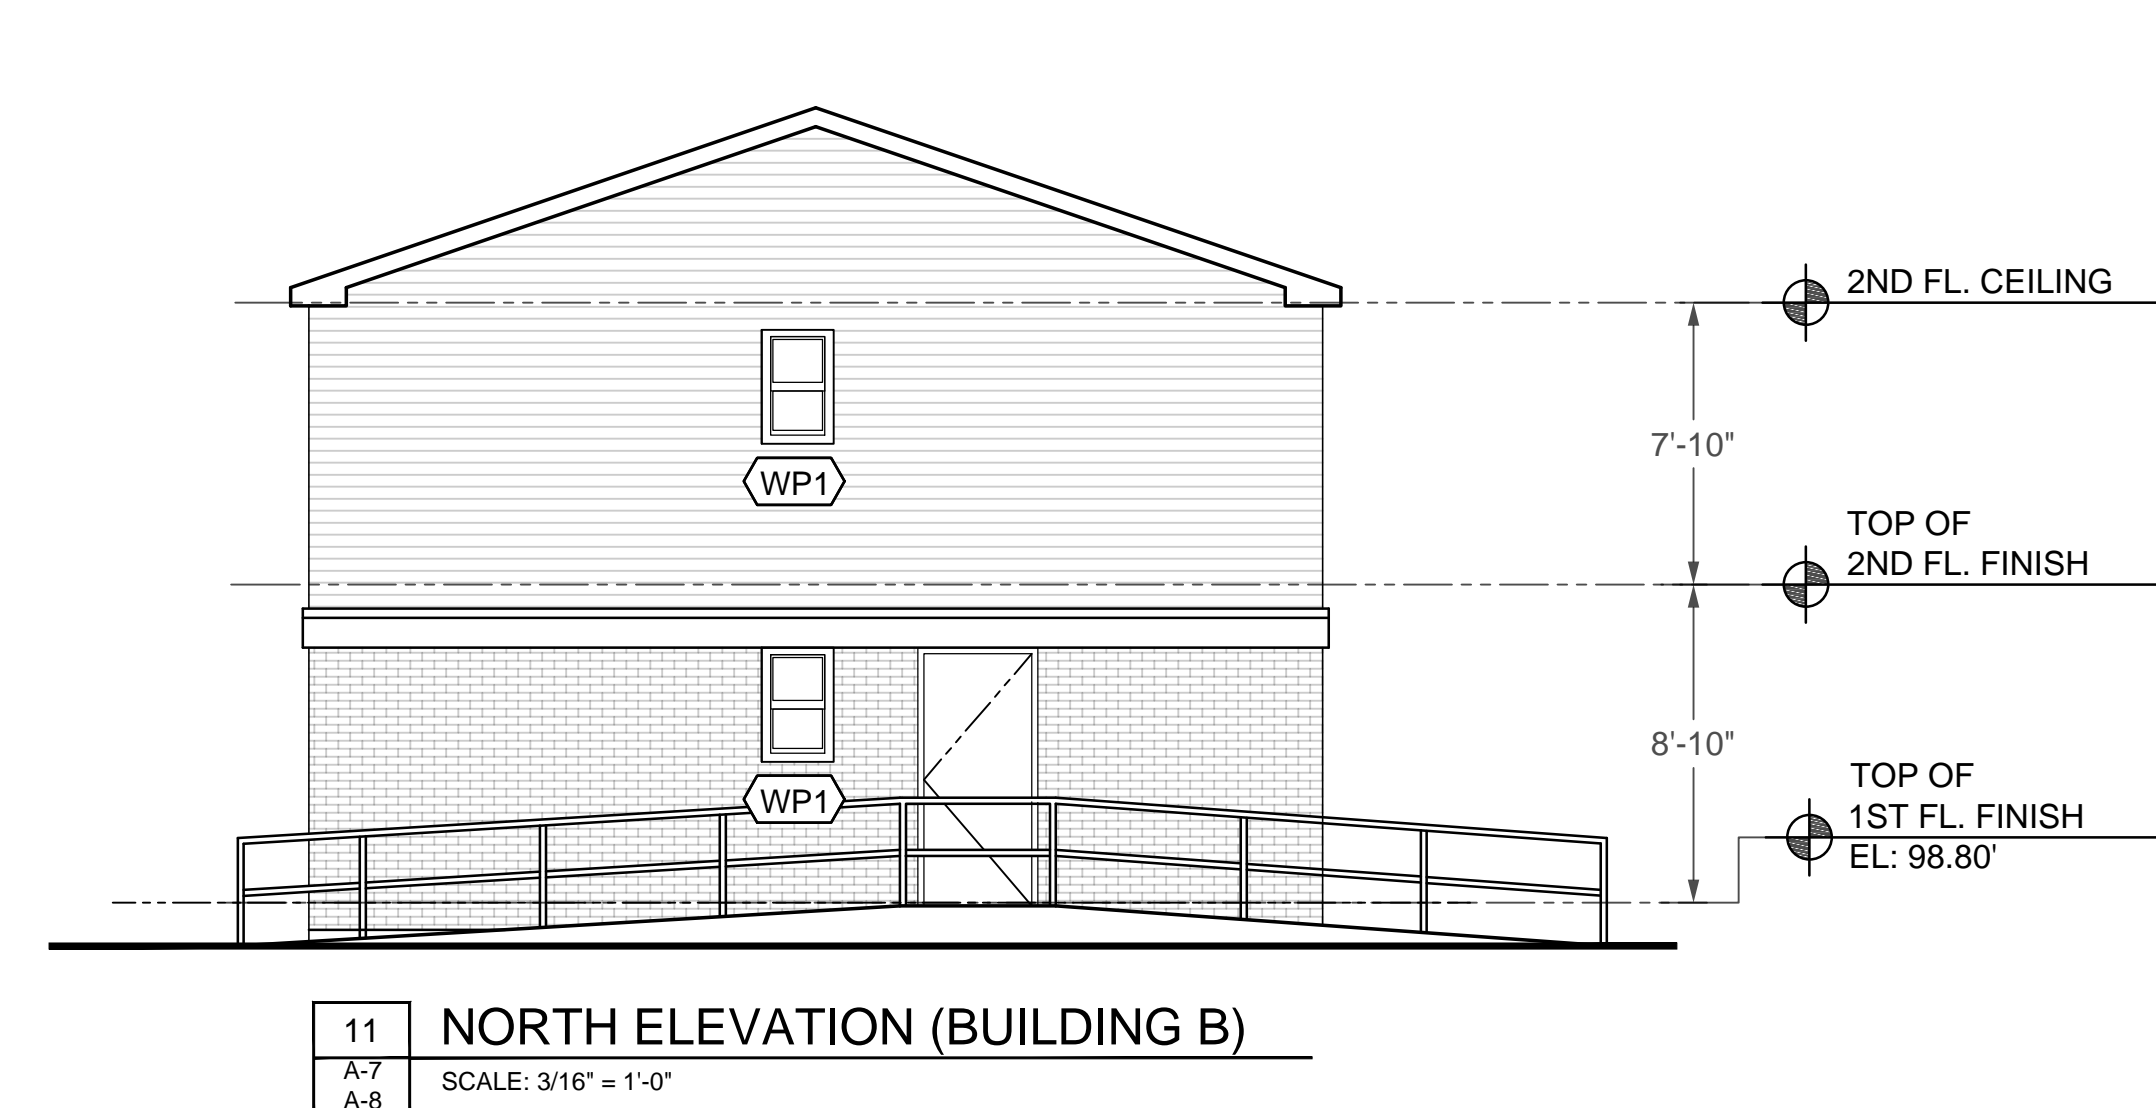 2ND FL. CEILING
7'-10"
WP1
TOP OF
2ND FL. FINISH
8'-10"
TOP OF
1ST FL. FINISH
EL: 98.80'
WP1
11
NORTH ELEVATION (BUILDING B)
A-7
SCALE: 3/16" = 1'-0"
A-8